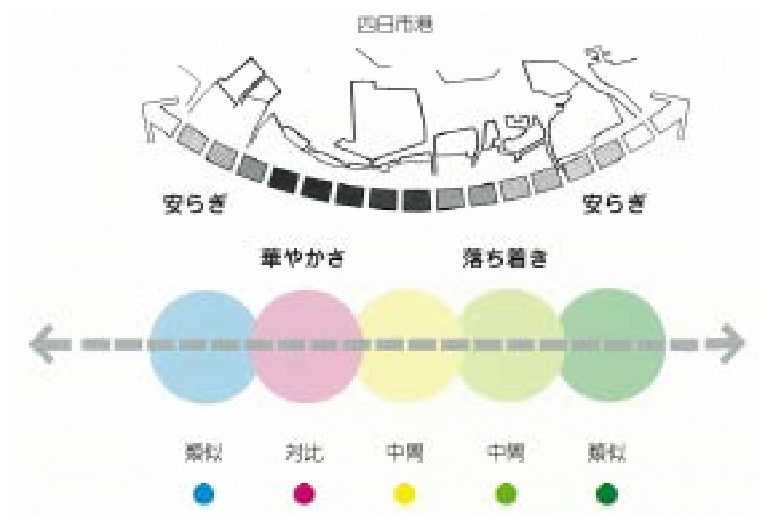 四日市港
安らぎ 安らぎ
華やかさ 落ち着き
類似 対比 中間 中間 類似